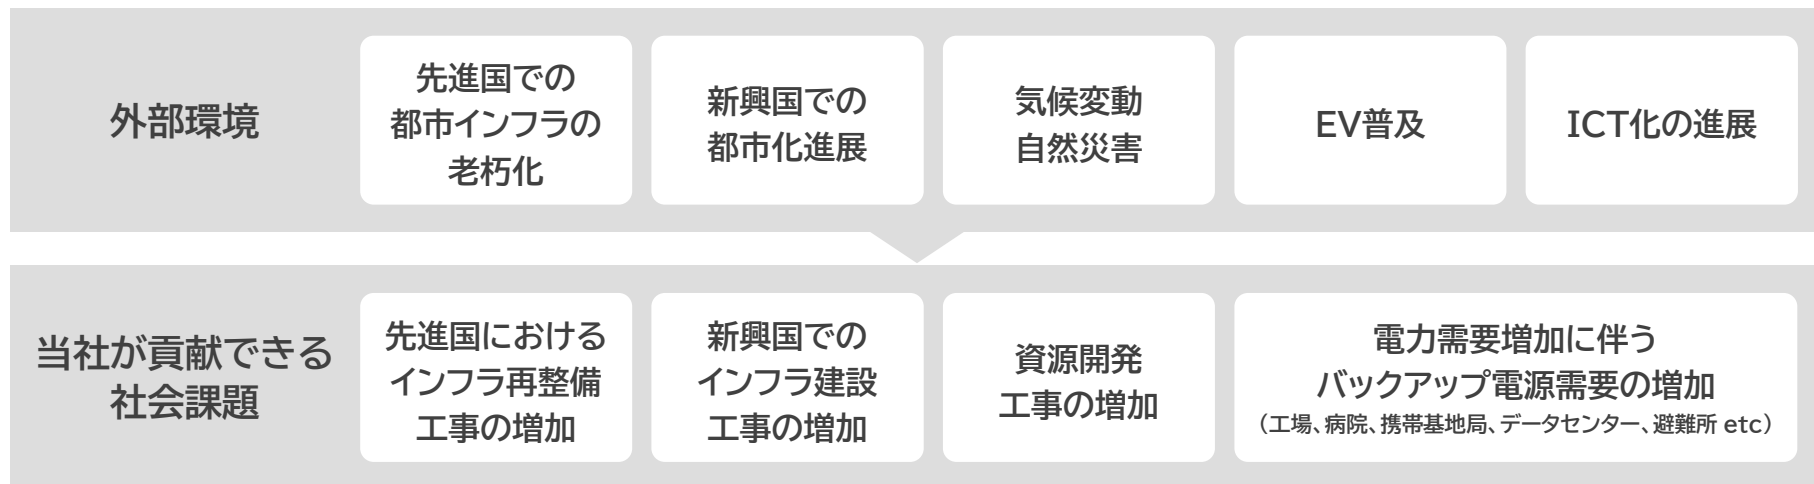 外部環境
先進国での
都市インフラの
老朽化
新興国での
都市化進展
気候変動
自然災害
EV普及
ICT化の進展
当社が貢献できる
社会課題
先進国における
インフラ再整備
工事の増加
新興国での
インフラ建設
工事の増加
資源開発
工事の増加
電力需要増加に伴う
バックアップ電源需要の増加
（工場、病院、携帯基地局、データセンター、避難所 etc）